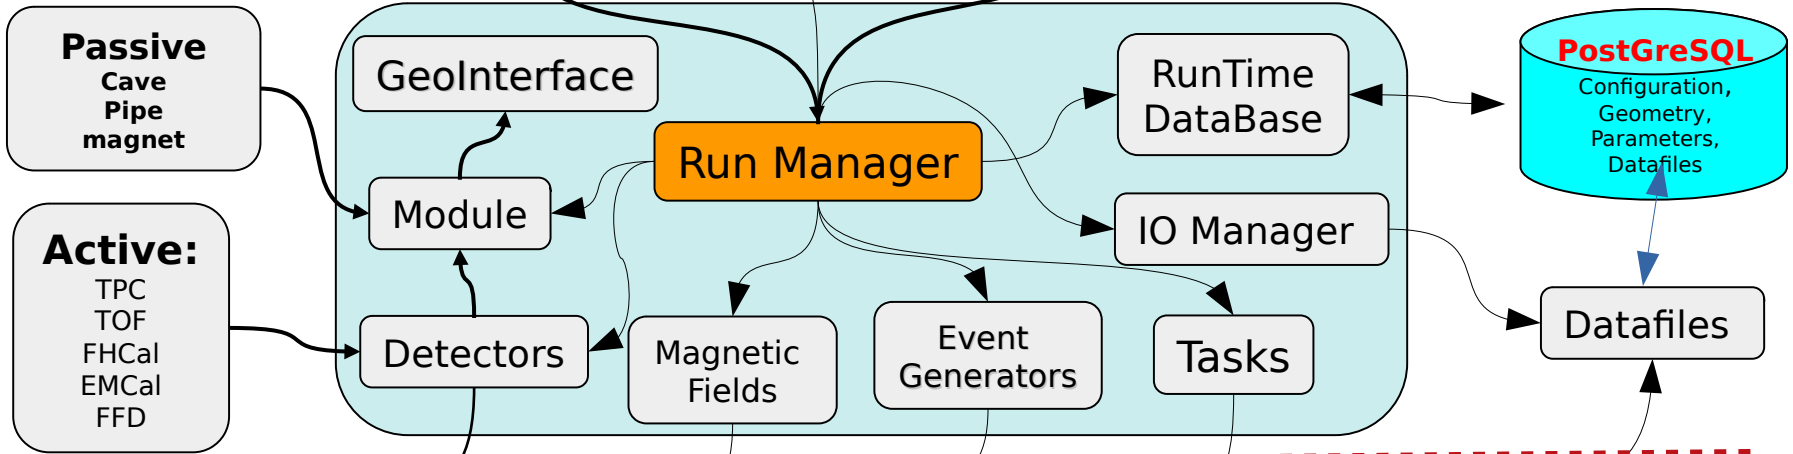 Passive
Cave
Pipe
magnet
Active:
TPC
TOF
FHCal
EMCal
FFD
GeoInterface
Module
Detectors
Run Manager
Magnetic
Fields
Event
Generators
Tasks
RunTime
DataBase
IO Manager
PostGreSQL
Configuration,
Geometry,
Parameters,
Datafiles
Datafiles